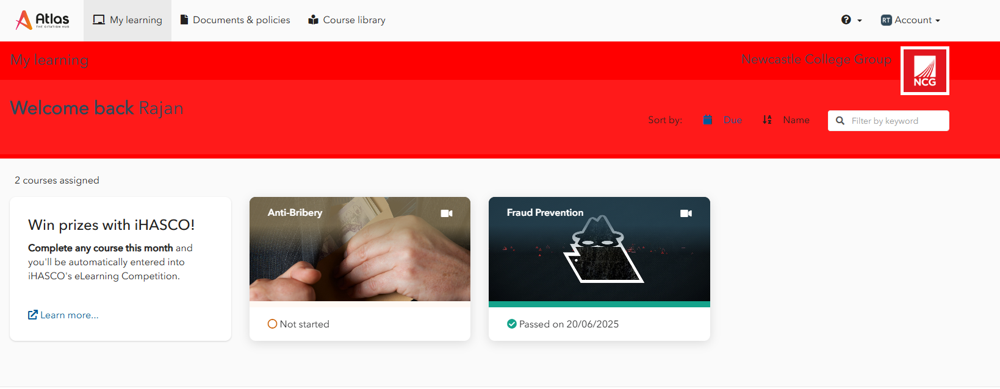 Atlas
THE CITATION HUB
My learning
Documents & policies
Course library
RT Account
My learning
Newcastle College Group
NCG
Welcome back Rajan
Sort by:
Due
Name
Filter by keyword
2 courses assigned
Win prizes with iHASCO!
Complete any course this month and
you'll be automatically entered into
iHASCO's eLearning Competition.
Learn more...
Anti-Bribery
Not started
Fraud Prevention
Passed on 20/06/2025